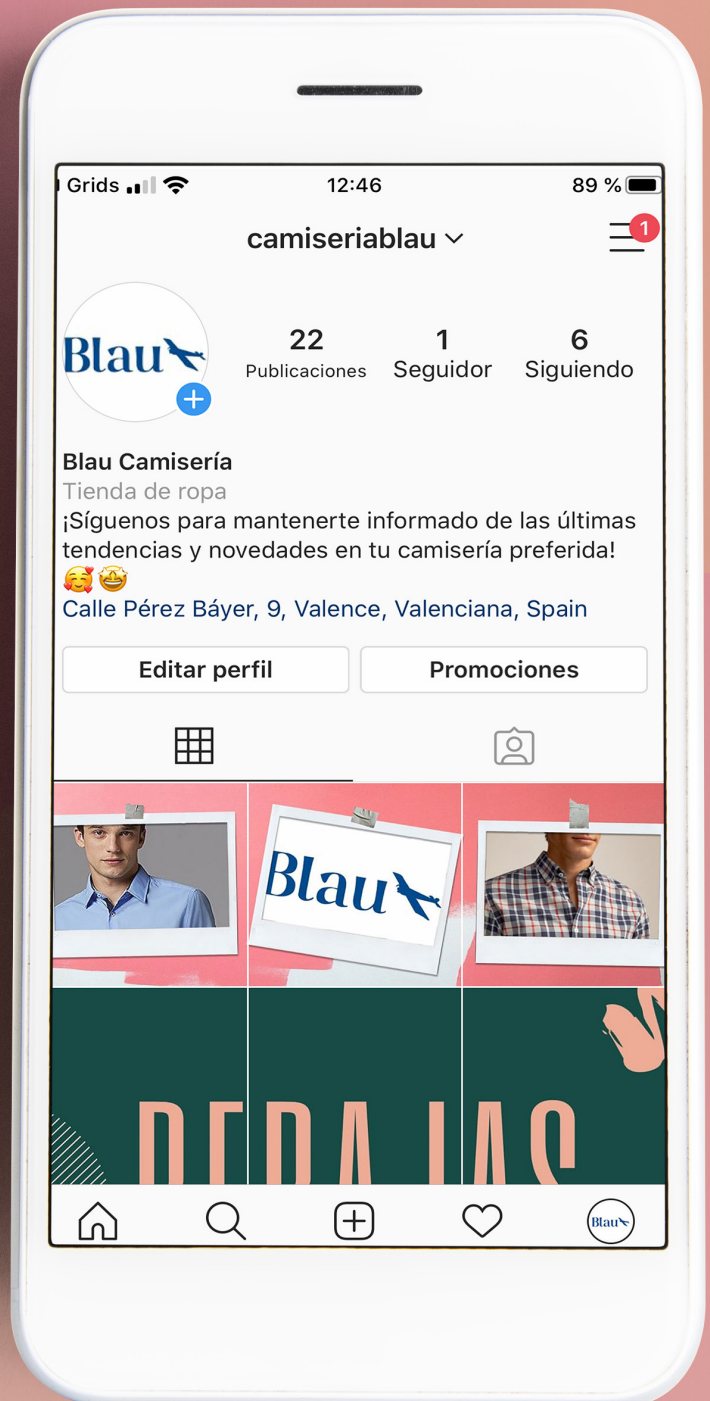 Grids 12:46 89 %
camiseriablau
1
Blau
22 1 6
Publicaciones Seguidor Siguiendo
Blau Camisería
Tienda de ropa
¡Síguenos para mantenerte informado de las últimas
tendencias y novedades en tu camisería preferida!
🥰🤩
Calle Pérez Báyer, 9, Valence, Valenciana, Spain
Editar perfil Promociones
Blau
REBAJAS
Blau